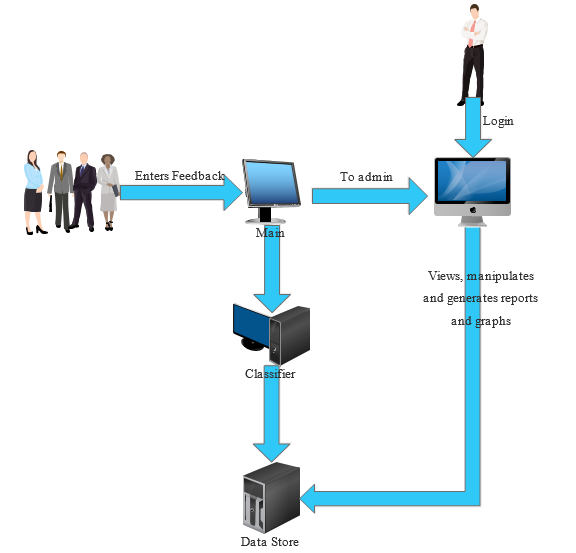 Login
Enters Feedback
To admin
Main
Views, manipulates
and generates reports
and graphs
Classifier
Data Store